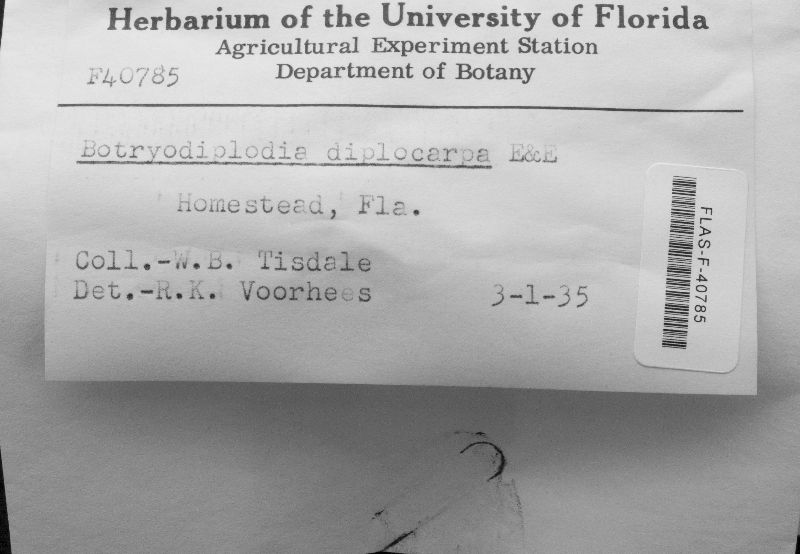 Herbarium of the University of Florida
Agricultural Experiment Station
Department of Botany
F40785
Botryodiplodia diplocarpa E&E
Homestead, Fla.
Coll.-W.B. Tisdale
Det.-R.K. Voorhees
3-1-35
FLAS-F-40785